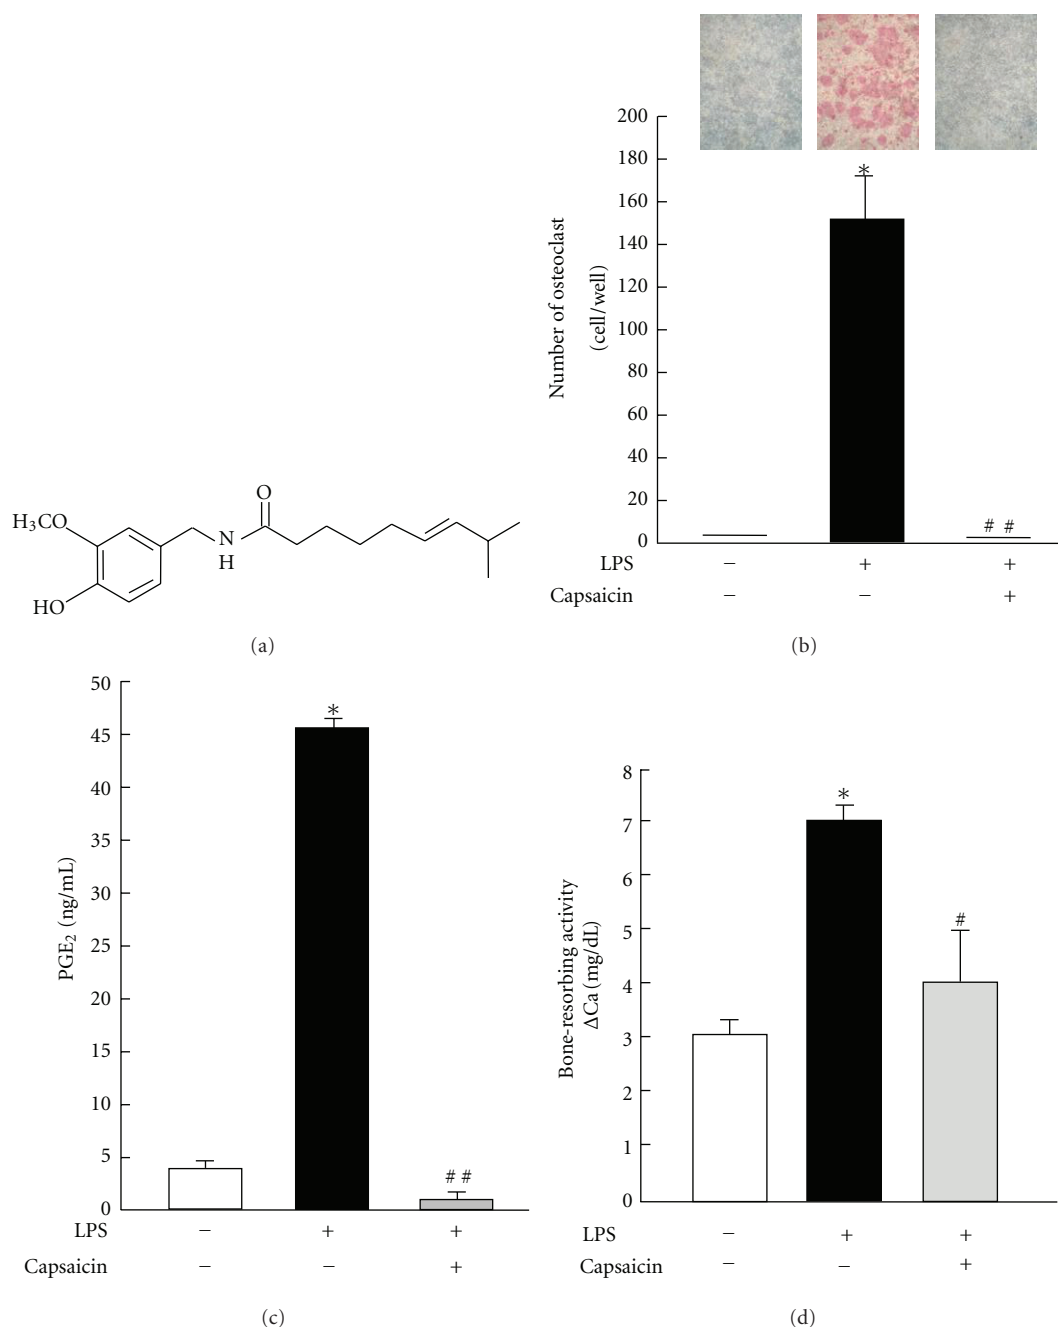 O
H₃CO
N
H
HO
(a)
200
180
160
140
120
100
80
60
40
20
0
Number of osteoclast
(cell/well)
*
# #
LPS − + +
Capsaicin − − +
(b)
50
45
40
35
30
25
20
15
10
5
0
PGE₂ (ng/mL)
*
# #
LPS − + +
Capsaicin − − +
(c)
8
7
6
5
4
3
2
1
0
Bone-resorbing activity
ΔCa (mg/dL)
*
#
LPS − + +
Capsaicin − − +
(d)